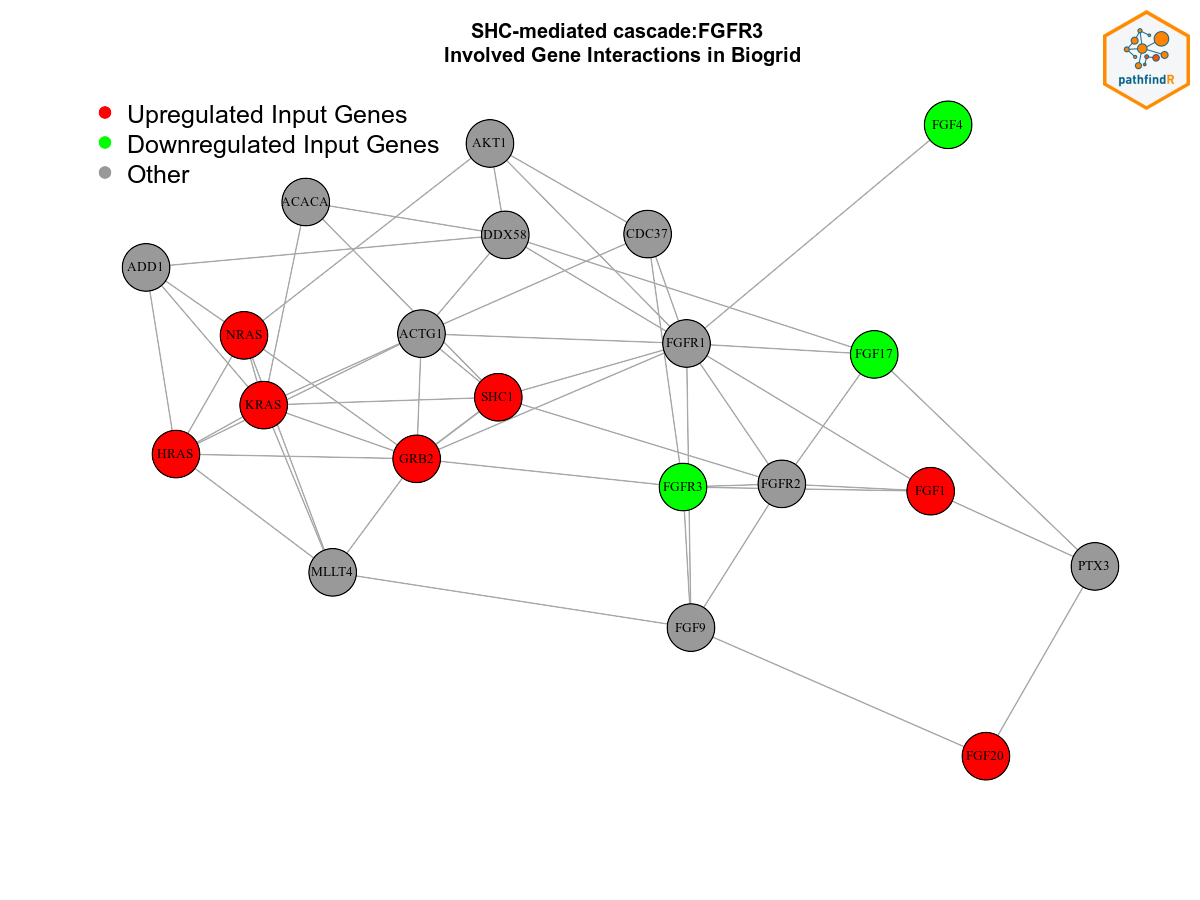 SHC-mediated cascade:FGFR3
Involved Gene Interactions in Biogrid
pathfindR
Upregulated Input Genes
Downregulated Input Genes
Other
FGF4
AKT1
ACACA
DDX58
CDC37
ADD1
NRAS
ACTG1
FGFR1
FGF17
KRAS
SHC1
HRAS
GRB2
FGFR3
FGFR2
FGF1
MLLT4
PTX3
FGF9
FGF20